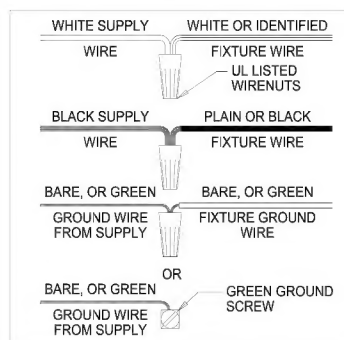 WHITE SUPPLY WHITE OR IDENTIFIED
WIRE FIXTURE WIRE
UL LISTED
WIRENUTS
BLACK SUPPLY PLAIN OR BLACK
WIRE FIXTURE WIRE
BARE, OR GREEN BARE, OR GREEN
GROUND WIRE FIXTURE GROUND
FROM SUPPLY WIRE
OR
BARE, OR GREEN GREEN GROUND
GROUND WIRE SCREW
FROM SUPPLY